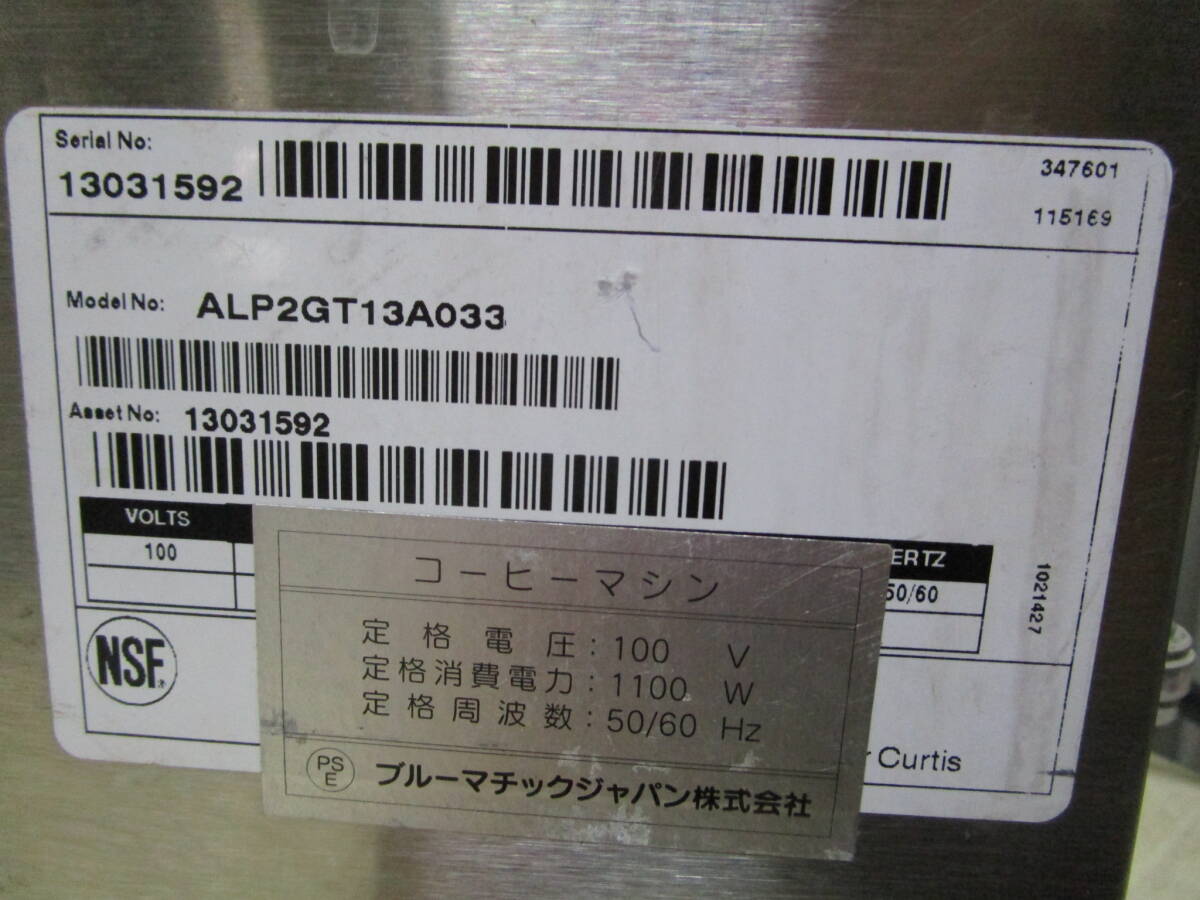 Serial No:
13031592
347601
115169
Model No: ALP2GT13A033
Asset No: 13031592
VOLTS
ERTZ
100
50/60
1021427
NSF
コーヒーマシン
定格電圧:100 V
定格消費電力:1100 W
定格周波数:50/60 Hz
PS
E
ブルーマチックジャパン株式会社
r Curtis